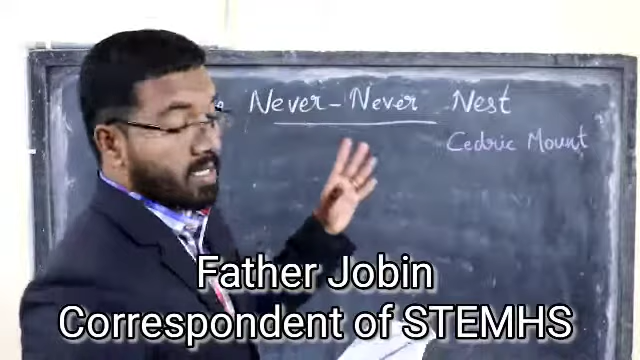 Never-Never Nest
Cedric Mount
Father Jobin
Correspondent of STEMHS